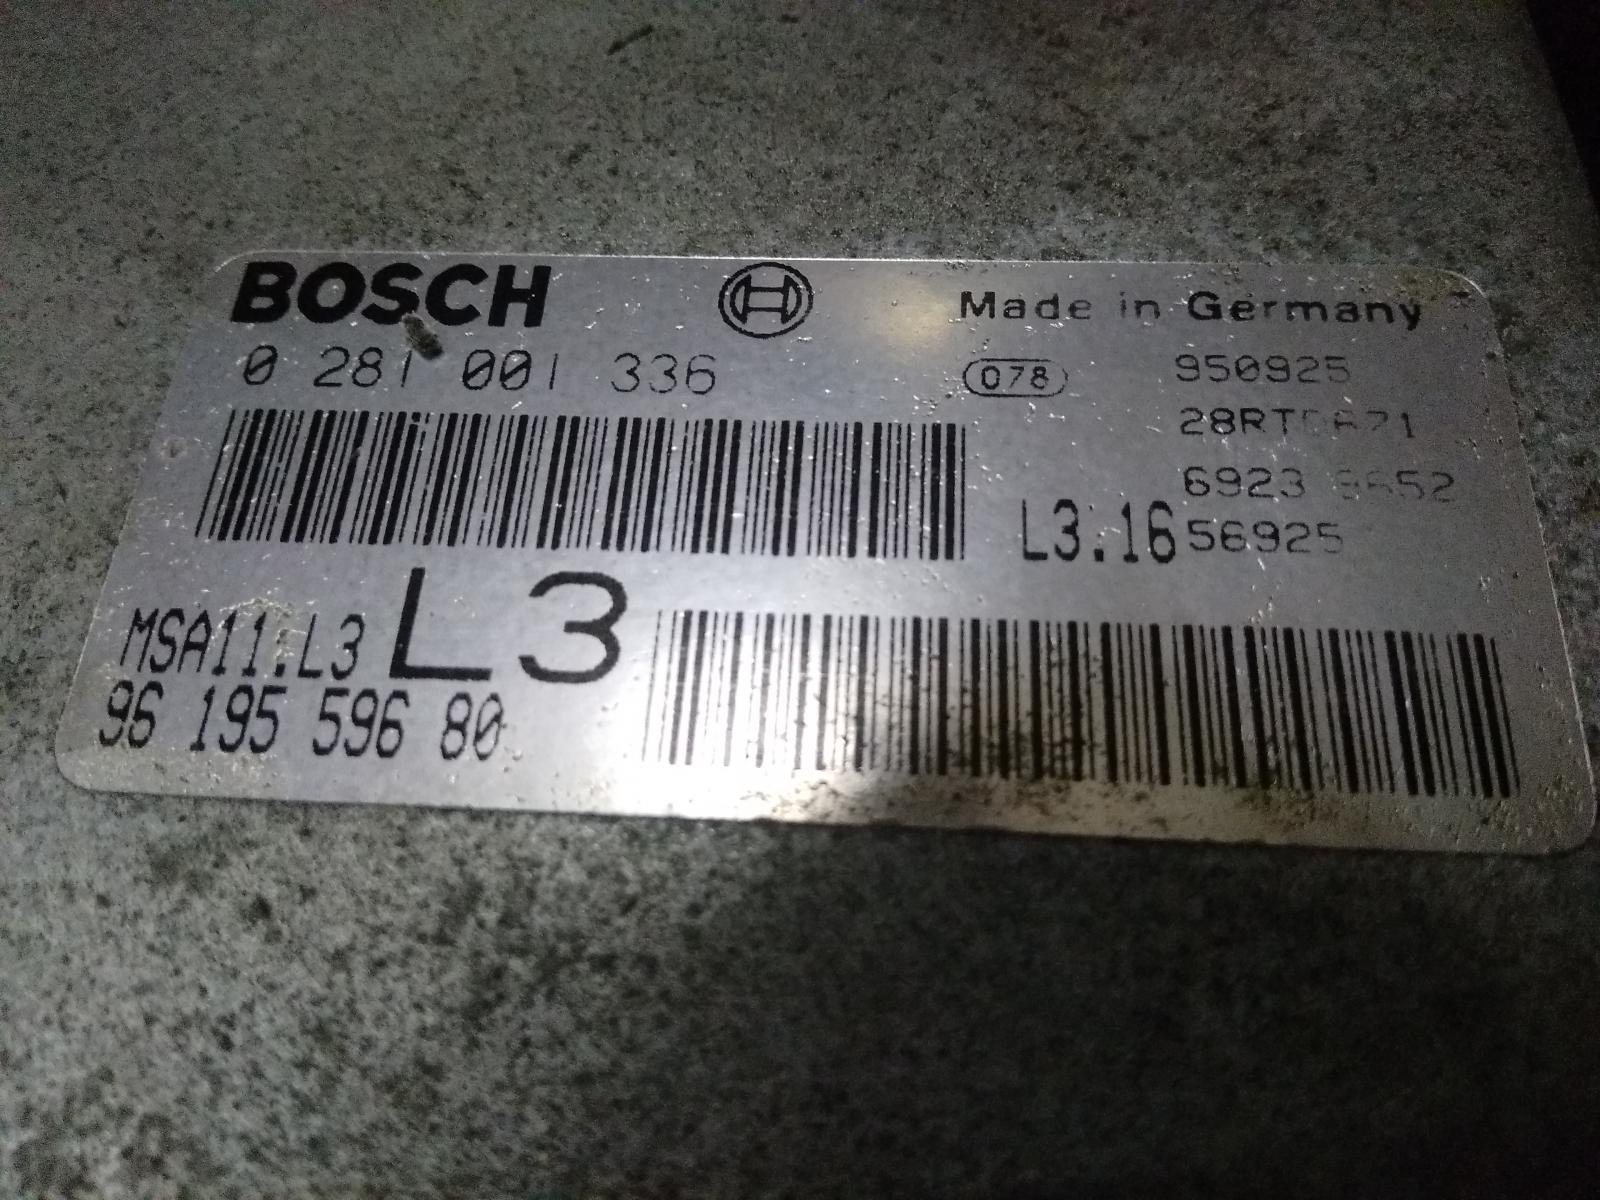 BOSCH Made in Germany
0 281 001 336 078 950925
6923
L3.16 56925
MSA11.L3 L3
96 195 596 80